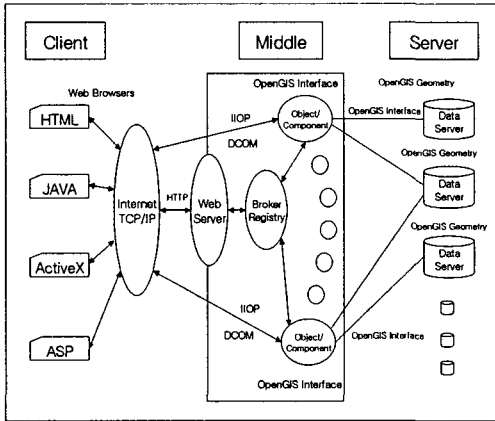 Client
Middle
Server
Web Browsers
HTML
JAVA
ActiveX
ASP
Internet
TCP/IP
HTTP
IIOP
DCOM
IIOP
DCOM
Web
Server
Broker
Registry
OpenGIS Interface
Object/
Component
Object/
Component
OpenGIS Interface
OpenGIS Geometry
OpenGIS Interface
Data
Server
OpenGIS Geometry
Data
Server
OpenGIS Geometry
Data
Server
OpenGIS Interface